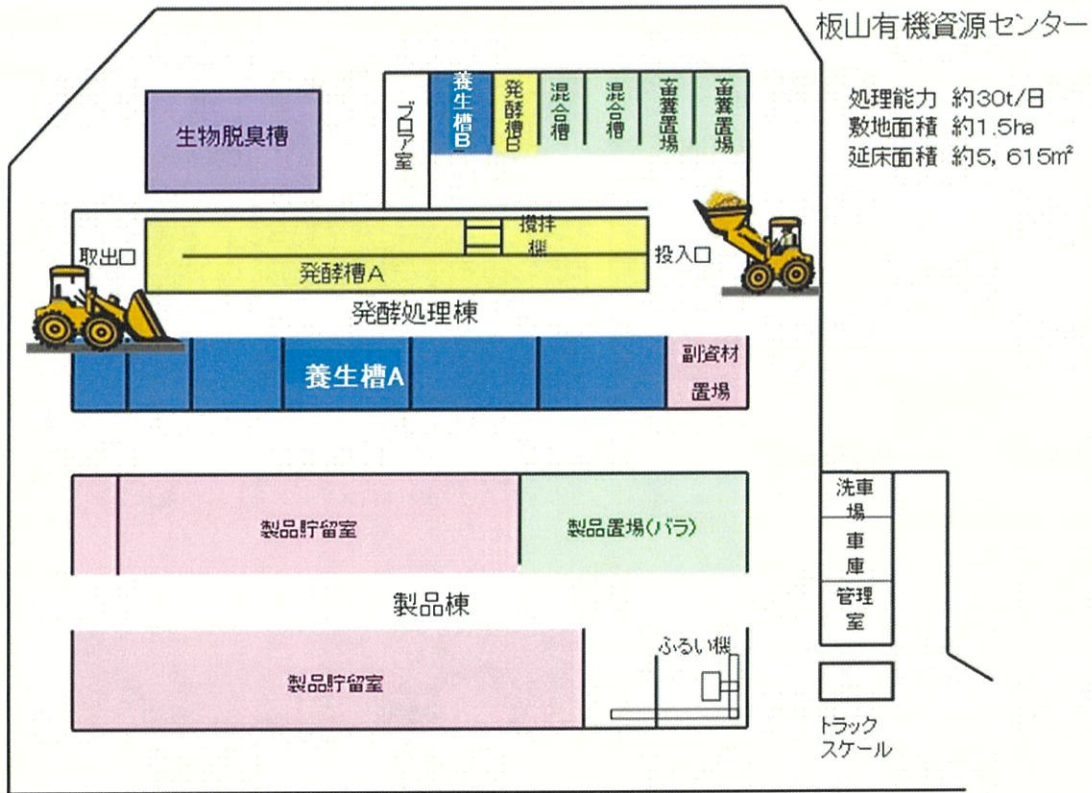 板山有機資源センター
処理能力 約30t/日
敷地面積 約1.5ha
延床面積 約5,615m²
生物脱臭槽
ブロア室
養生槽B
発酵槽B
混合槽
混合槽
畜糞置場
畜糞置場
取出口
攪拌
機
投入口
発酵槽A
発酵処理棟
養生槽A
副資材
置場
製品貯留室
製品置場(バラ)
洗車
場
車
庫
管理
室
製品棟
製品貯留室
ふるい機
トラック
スケール